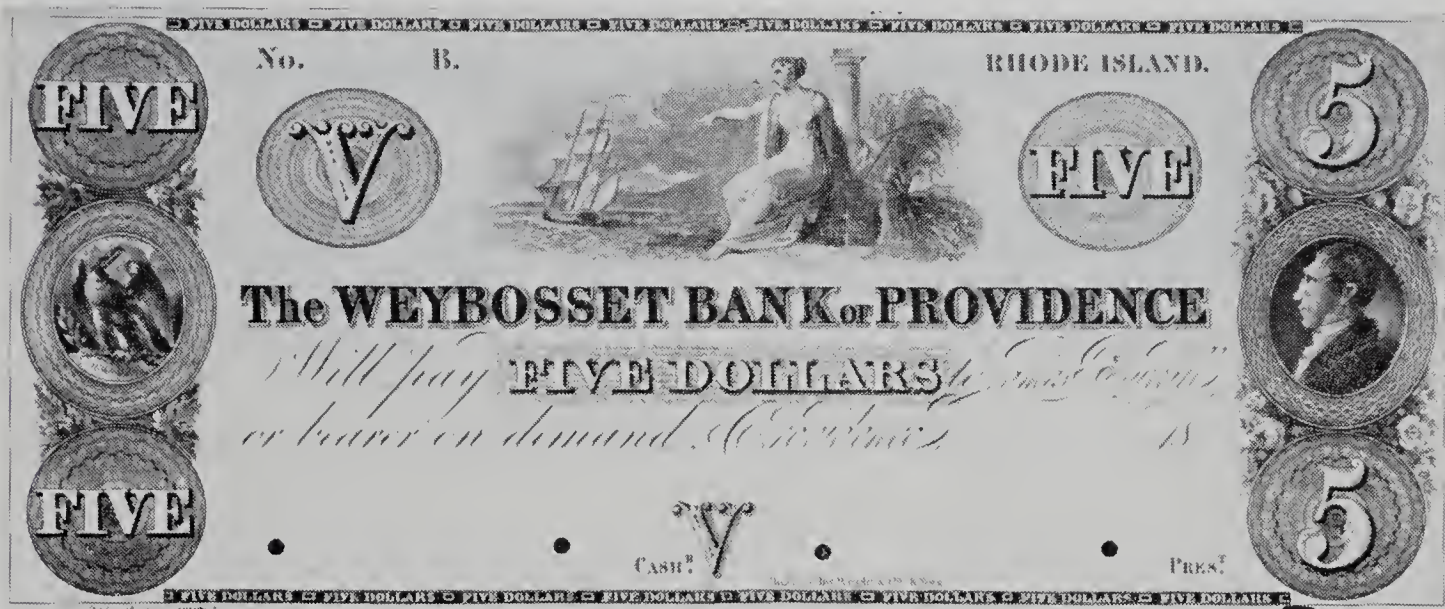 FIVE DOLLARS FIVE DOLLARS FIVE DOLLARS FIVE DOLLARS FIVE DOLLARS FIVE DOLLARS FIVE DOLLARS FIVE DOLLARS
No. B. RHODE ISLAND.
FIVE V FIVE 5
The WEYBOSSET BANK OF PROVIDENCE
Will pay FIVE DOLLARS to
or bearer on demand 18
FIVE 5
CASHR. V PREST.
FIVE DOLLARS FIVE DOLLARS FIVE DOLLARS FIVE DOLLARS FIVE DOLLARS FIVE DOLLARS FIVE DOLLARS FIVE DOLLARS